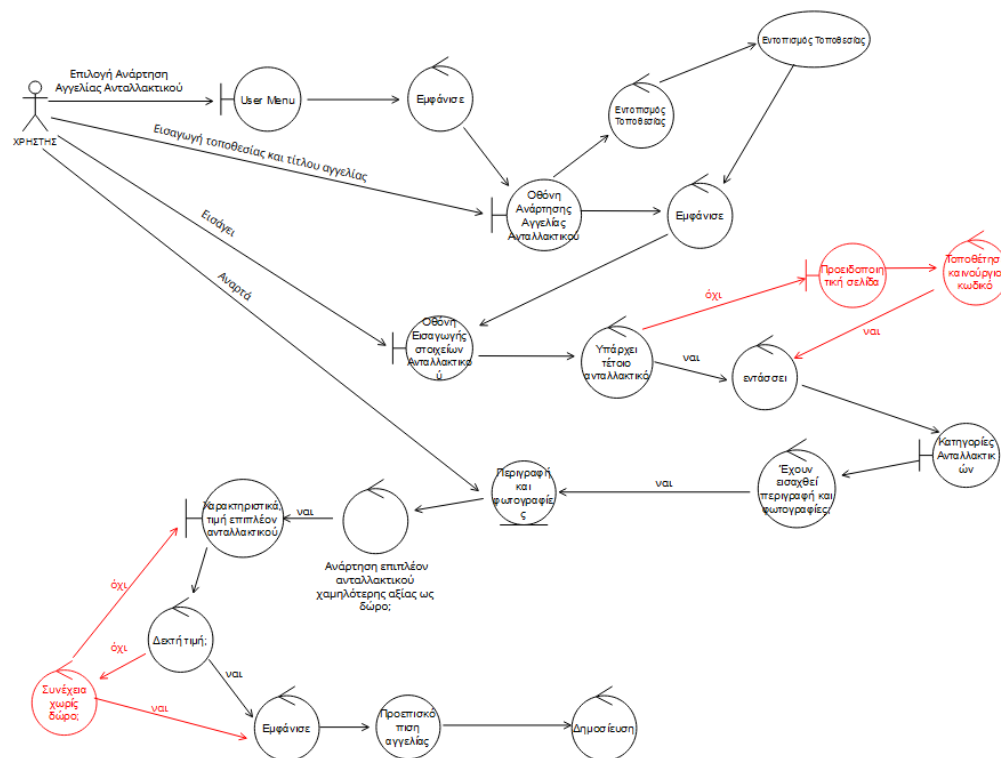 Εντοπισμός Τοποθεσίας
Επιλογή Ανάρτηση
Αγγελίας Ανταλλακτικού
User Menu
Εμφάνισε
Εντοπισμός
Τοποθεσίας
ΧΡΗΣΤΗΣ
Εισαγωγή τοποθεσίας και τίτλου αγγελίας
Οθόνη
Ανάρτησης
Αγγελίας
Ανταλλακτικού
Εμφάνισε
Εισάγει
Αναρτά
Προειδοποιη
τική σελίδα
Τοποθέτησ
καινούργιο
κωδικό
όχι
ναι
Οθόνη
Εισαγωγής
στοιχείων
Ανταλλακτικ
ού
Υπάρχει
τέτοιο
ανταλλακτικό
ναι
εντάσσει
Κατηγορίες
Ανταλλακτικ
ών
Έχουν
εισαχθεί
περιγραφή και
φωτογραφίες;
ναι
Περιγραφή
και
φωτογραφίε
ς
Ανάρτηση επιπλέον
ανταλλακτικού
χαμηλότερης αξίας ως
δώρο;
ναι
Χαρακτηριστικά,
τιμή επιπλέον
ανταλλακτικού
όχι
Δεκτή τιμή;
όχι
ναι
Συνέχεια
χωρίς
δώρο;
ναι
Εμφάνισε
Προεπισκό
πιση
αγγελίας
Δημοσίευση